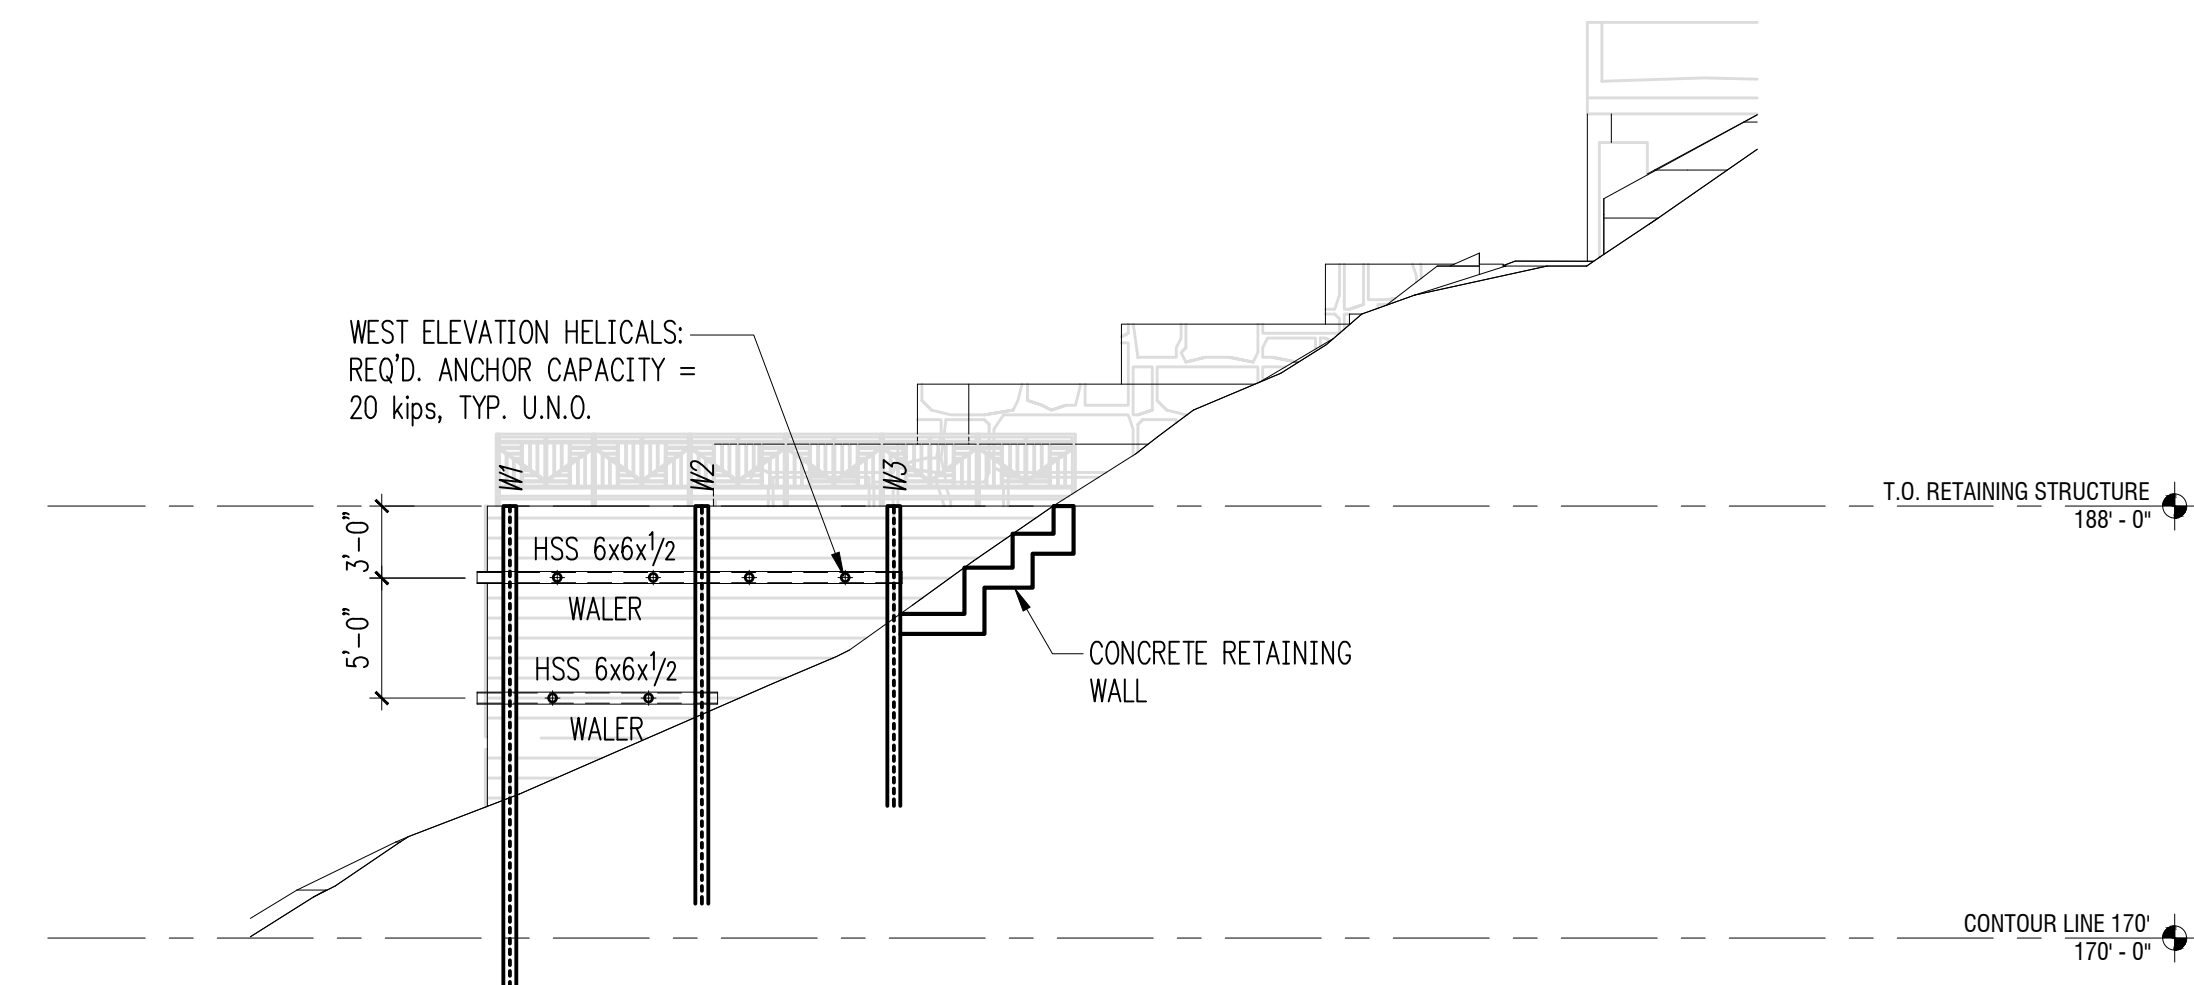 WEST ELEVATION HELICALS:
REQ'D. ANCHOR CAPACITY =
20 kips, TYP. U.N.O.
W1
W2
W3
T.O. RETAINING STRUCTURE
188' - 0"
3'-0"
HSS 6x6x1/2
WALER
5'-0"
HSS 6x6x1/2
WALER
CONCRETE RETAINING
WALL
CONTOUR LINE 170'
170' - 0"